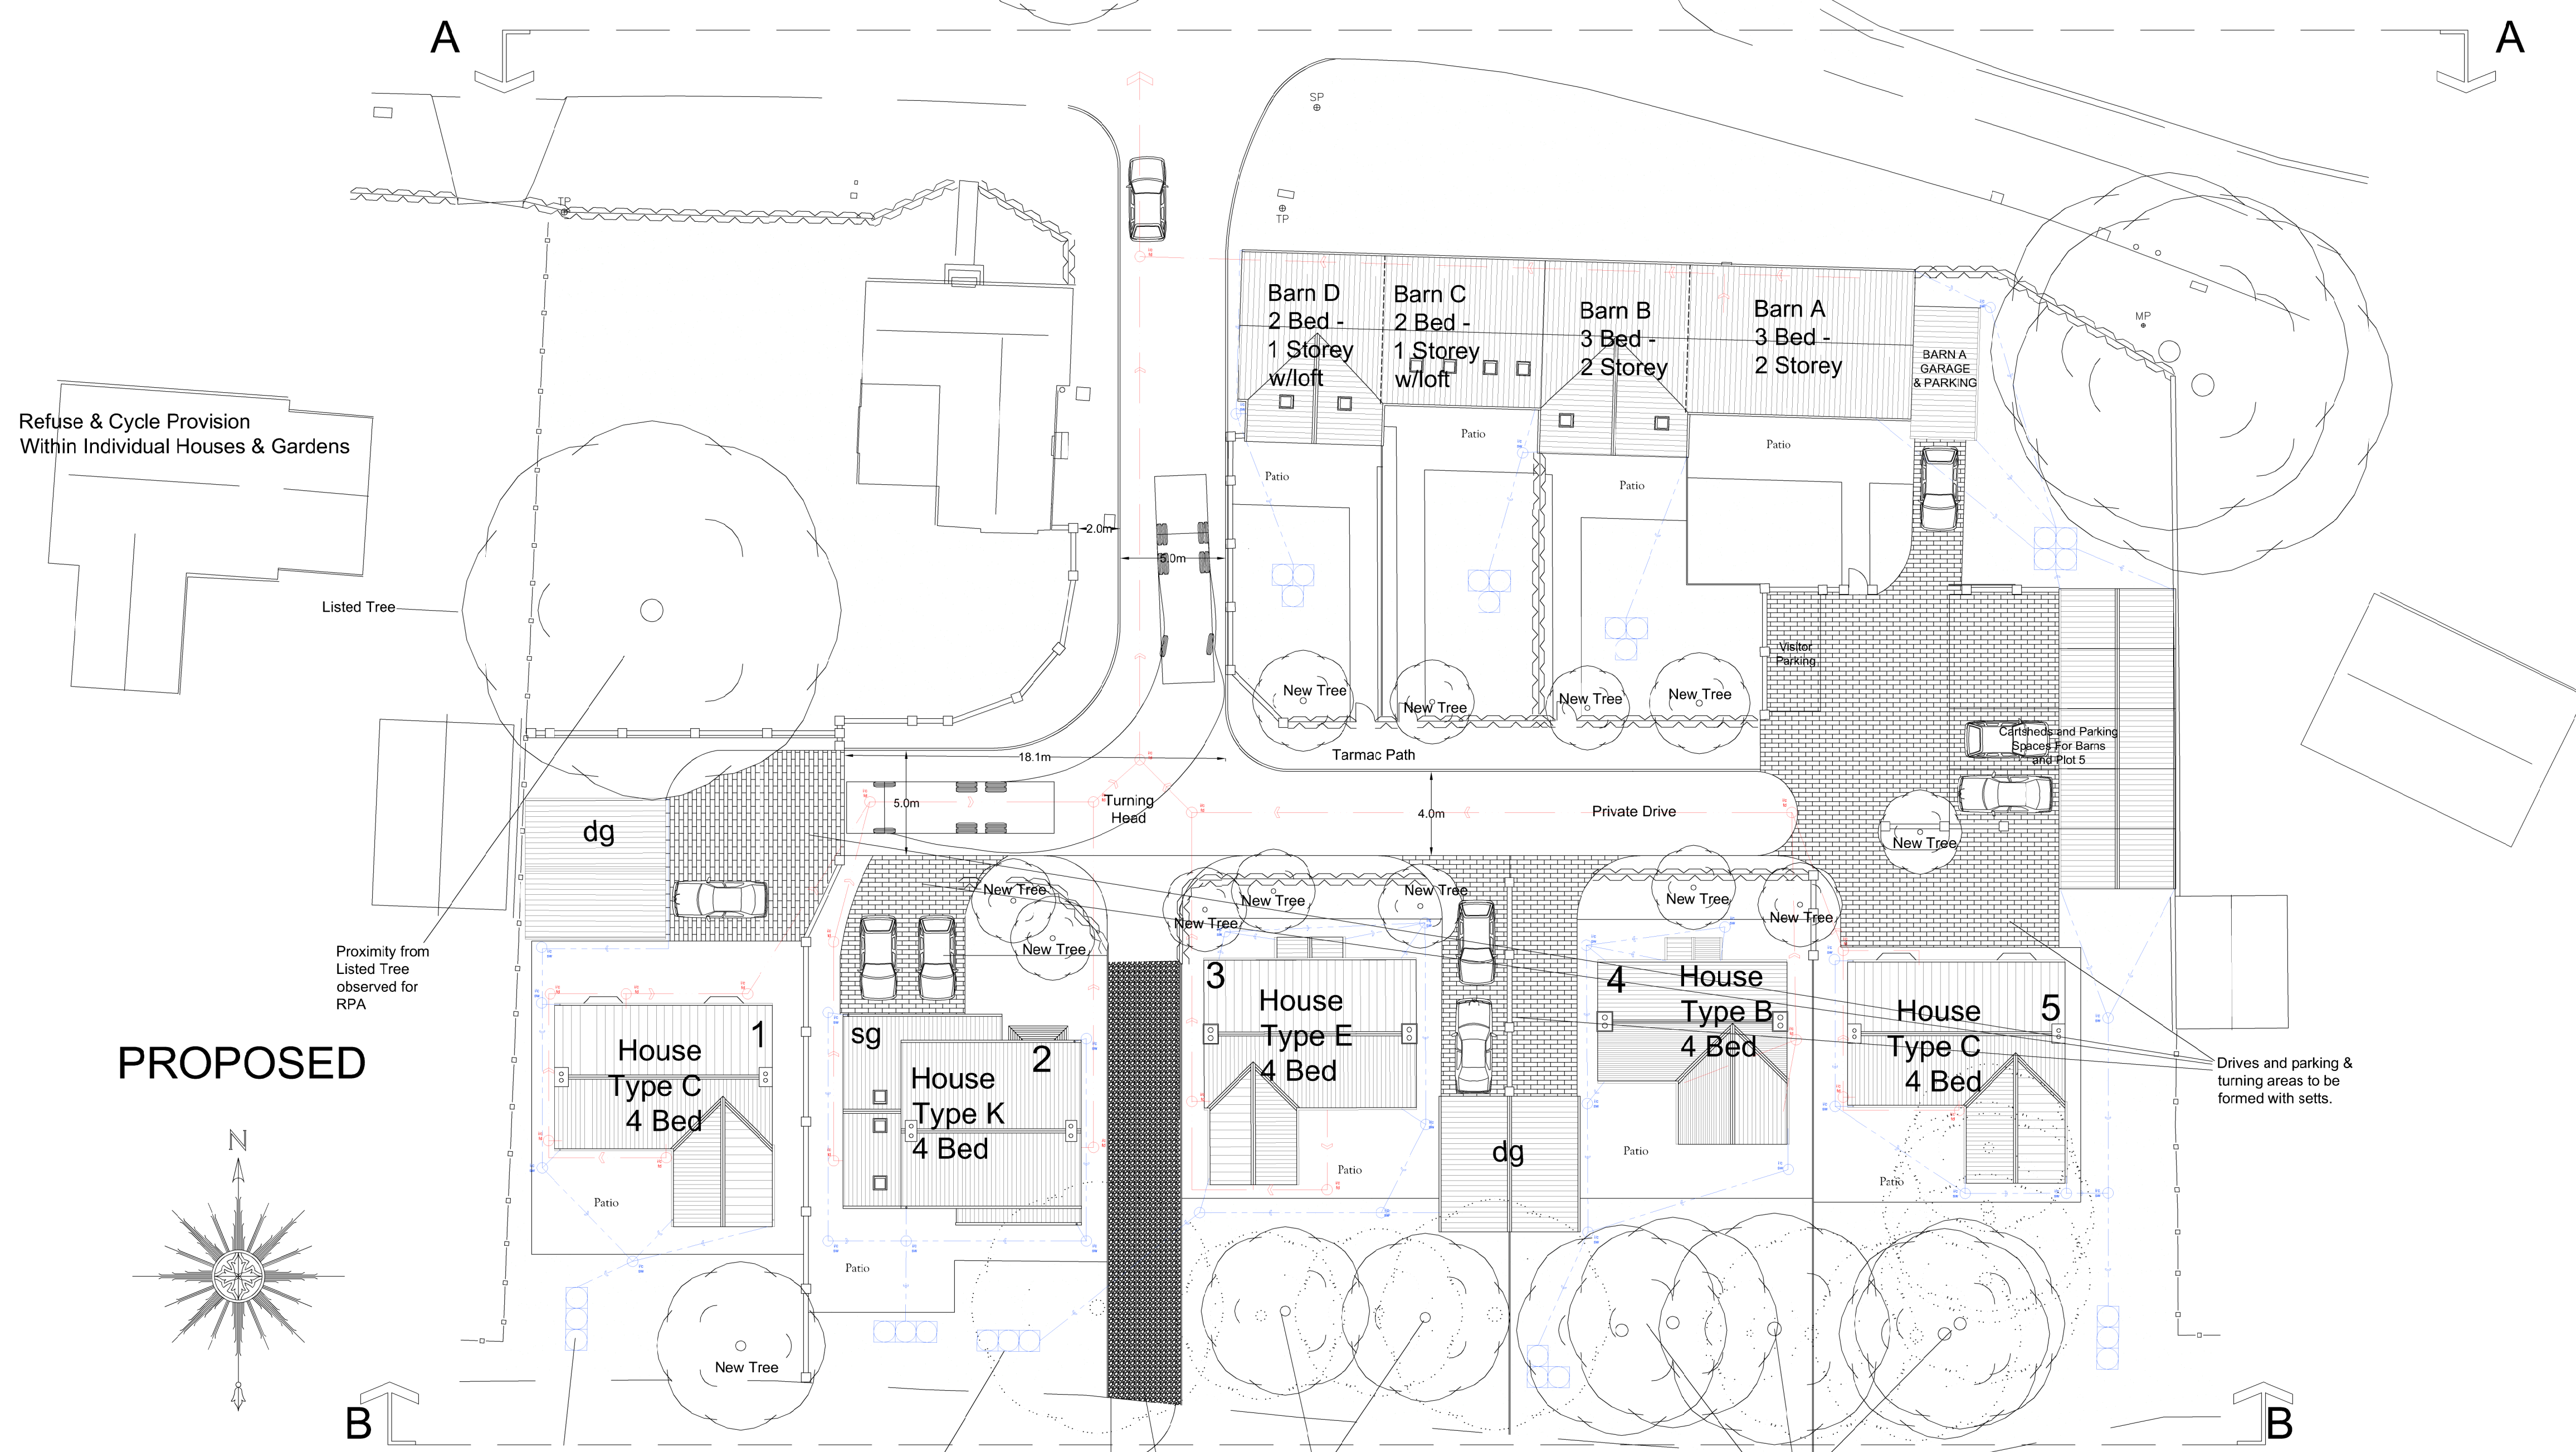 A
A
SP
TP
TP
Barn D
2 Bed -
1 Storey
w/loft
Barn C
2 Bed -
1 Storey
w/loft
Barn B
3 Bed -
2 Storey
Barn A
3 Bed -
2 Storey
BARN A
GARAGE
& PARKING
MP
Refuse & Cycle Provision
Within Individual Houses & Gardens
Patio
Patio
Patio
Patio
2.0m
5.0m
Listed Tree
Visitor
Parking
New Tree
New Tree
New Tree
New Tree
Cartsheds and Parking
Spaces For Barns
and Plot 5
18.1m
Tarmac Path
dg
5.0m
Turning
Head
4.0m
Private Drive
New Tree
New Tree
New Tree
New Tree
New Tree
New Tree
New Tree
New Tree
Proximity from
Listed Tree
observed for
RPA
PROPOSED
1
House
Type C
4 Bed
sg
2
House
Type K
4 Bed
3
House
Type E
4 Bed
4
House
Type B
4 Bed
5
House
Type C
4 Bed
Drives and parking &
turning areas to be
formed with setts.
dg
Patio
Patio
Patio
Patio
Patio
N
New Tree
B
B